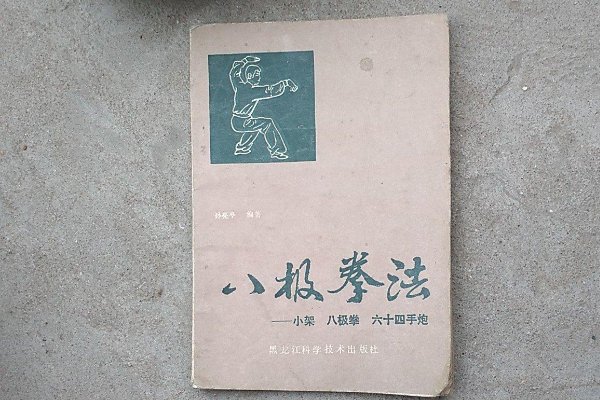 编著
八极拳法
——小架 八极拳 六十四手炮
黑龙江科学技术出版社